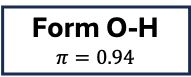 Form O-H
π = 0.94